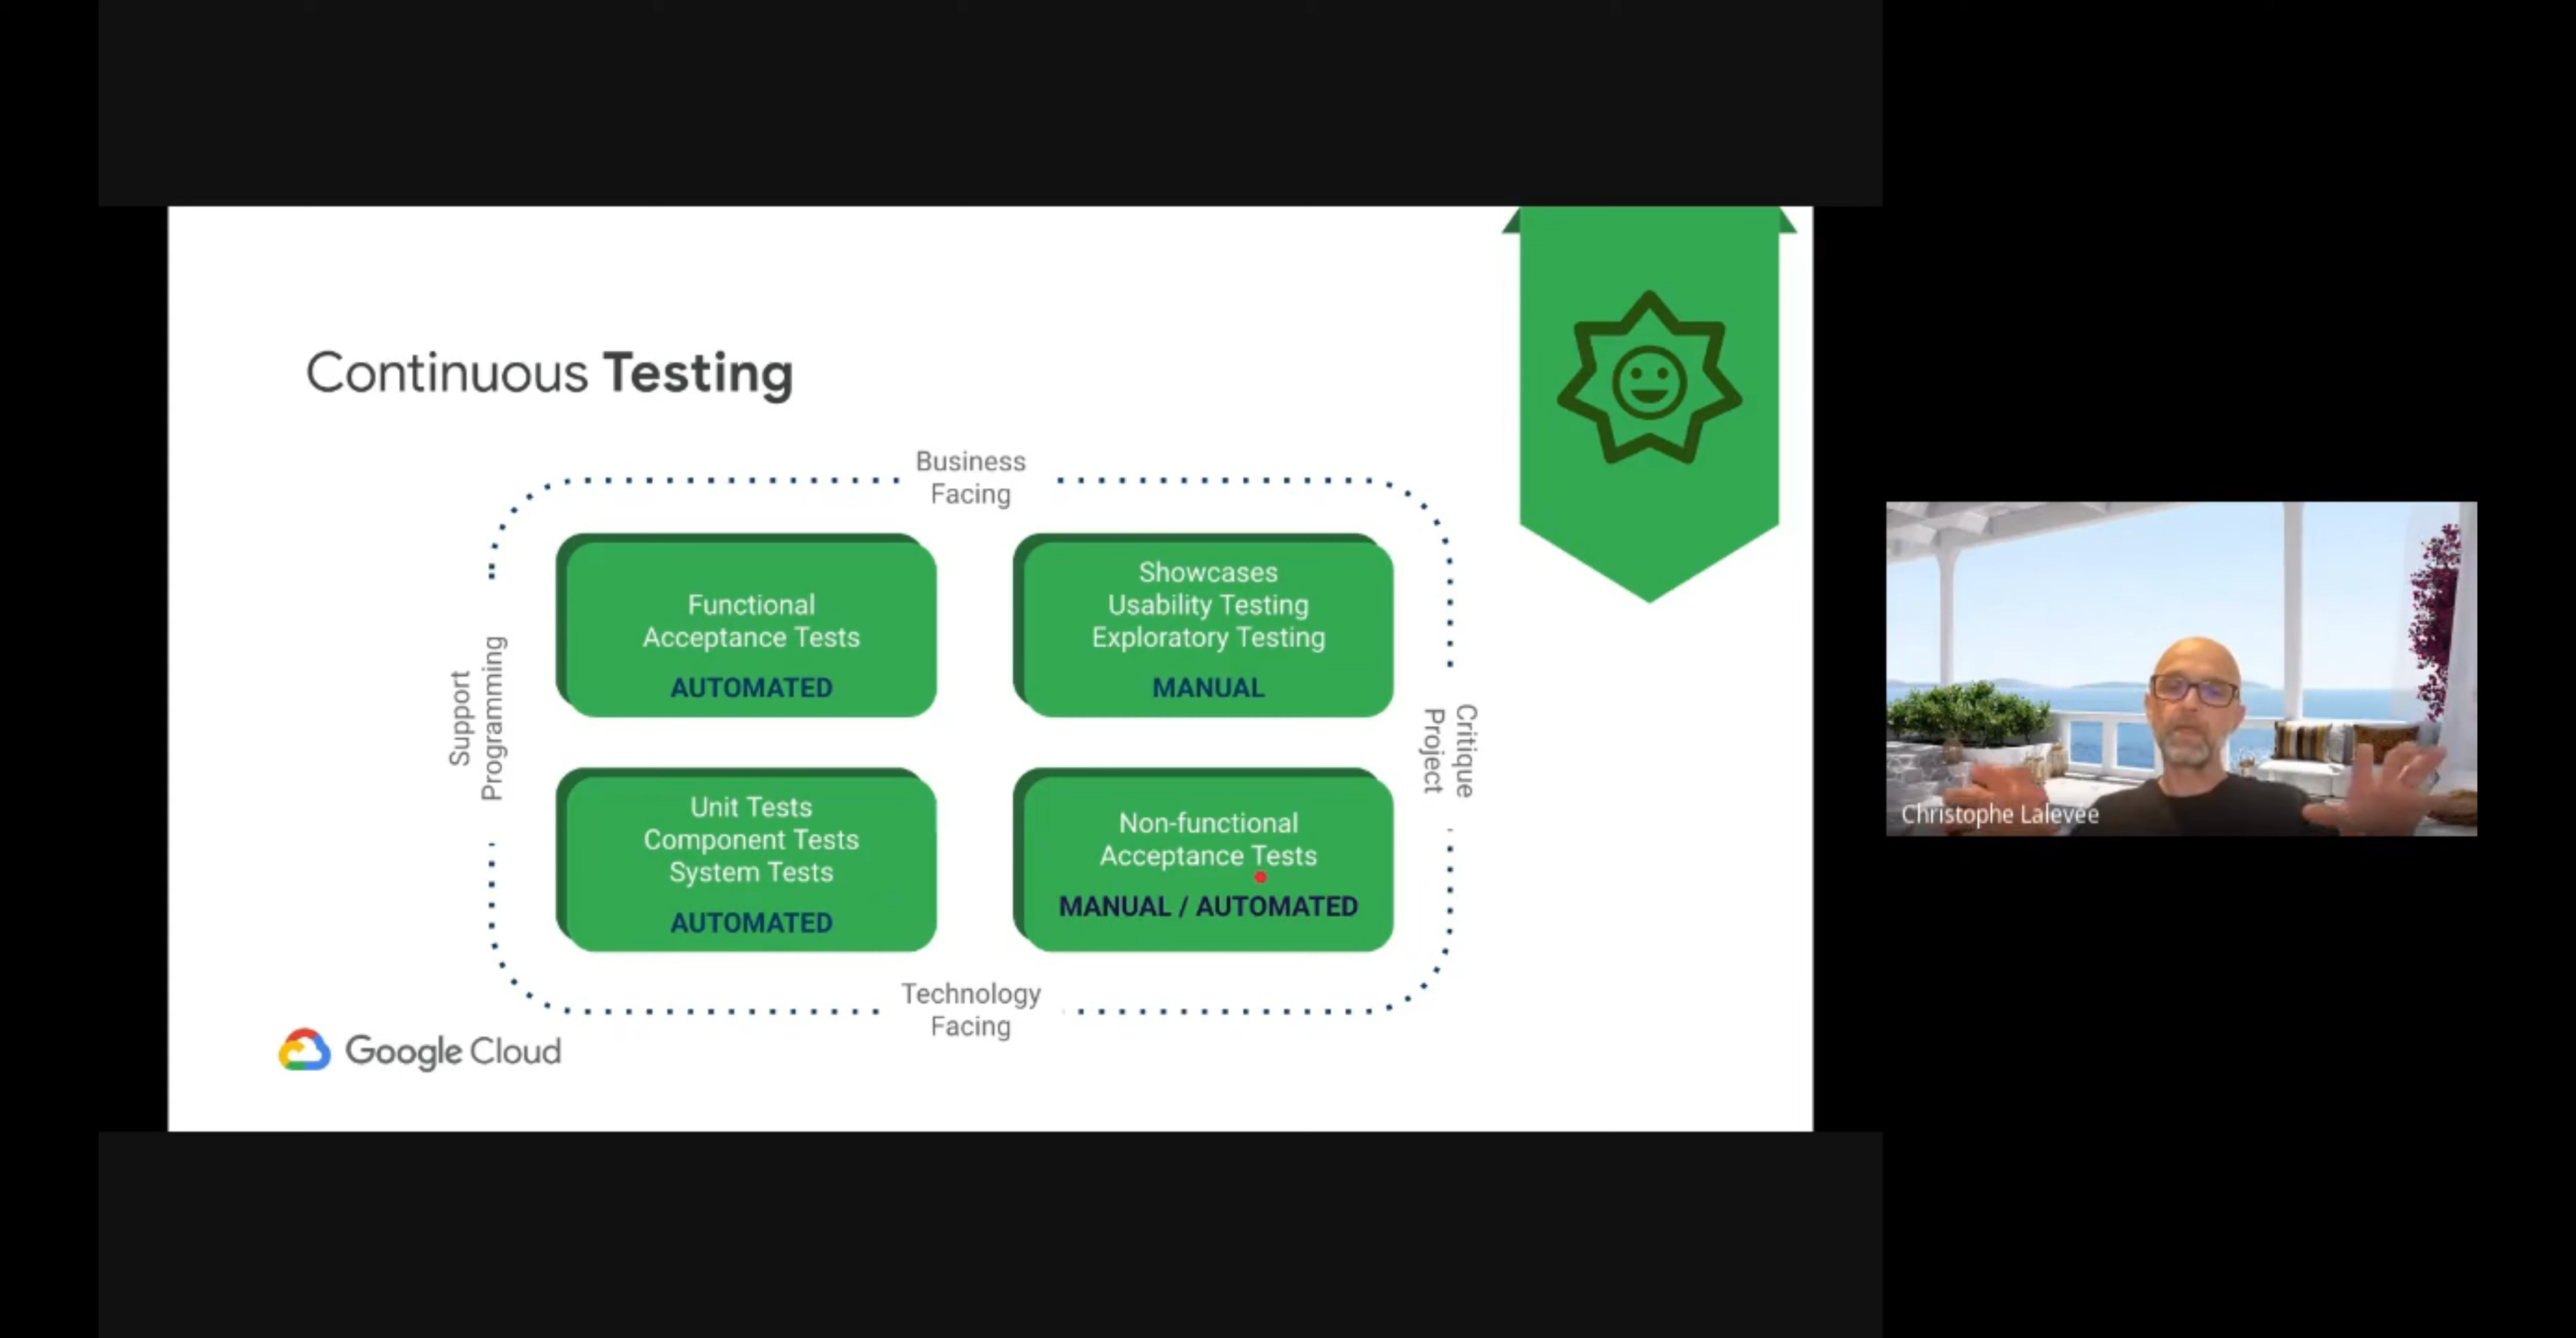 Continuous Testing
Business
Facing
Support
Programming
Functional
Acceptance Tests
AUTOMATED
Showcases
Usability Testing
Exploratory Testing
MANUAL
Critique
Project
Unit Tests
Component Tests
System Tests
AUTOMATED
Non-functional
Acceptance Tests
MANUAL / AUTOMATED
Technology
Facing
Google Cloud
Christophe Lalevée